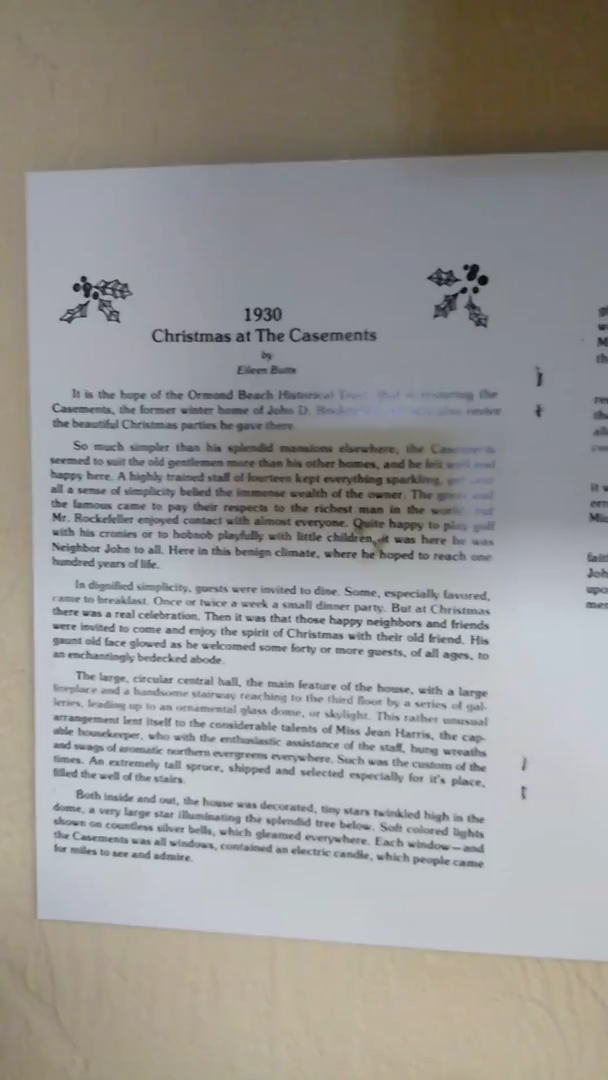 1930
Christmas at The Casements
by
Eileen Butts
It is the hope of the Ormond Beach Historical Trust, that is restoring the
Casements, the former winter home of John D. revive
the beautiful Christmas parties he gave there.
So much simpler than his splendid mansions elsewhere, the Casements
seemed to suit the old gentlemen more than his other homes, and he felt well and
happy here. A highly trained staff of fourteen kept everything sparkling, yet
all a sense of simplicity belied the immense wealth of the owner. The great and
the famous came to pay their respects to the richest man in the world, but
Mr. Rockefeller enjoyed contact with almost everyone. Quite happy to play golf
with his cronies or to hobnob playfully with little children, it was here he was
Neighbor John to all. Here in this benign climate, where he hoped to reach one
hundred years of life.
In dignified simplicity, guests were invited to dine. Some, especially favored,
came to breakfast. Once or twice a week a small dinner party. But at Christmas
there was a real celebration. Then it was that those happy neighbors and friends
were invited to come and enjoy the spirit of Christmas with their old friend. His
gaunt old face glowed as he welcomed some forty or more guests, of all ages, to
an enchantingly bedecked abode.
The large, circular central hall, the main feature of the house, with a large
fireplace and a handsome stairway reaching to the third floor by a series of gal-
leries, leading up to an ornamental glass dome, or skylight. This rather unusual
arrangement lent itself to the considerable talents of Miss Jean Harris, the cap-
able housekeeper, who with the enthusiastic assistance of the staff, hung wreaths
and swags of aromatic northern evergreens everywhere. Such was the custom of the
times. An extremely tall spruce, shipped and selected especially for it's place,
filled the well of the stairs.
Both inside and out, the house was decorated, tiny stars twinkled high in the
dome, a very large star illuminating the splendid tree below. Soft colored lights
shown on countless silver bells, which gleamed everywhere. Each window—and
the Casements was all windows, contained an electric candle, which people came
for miles to see and admire.